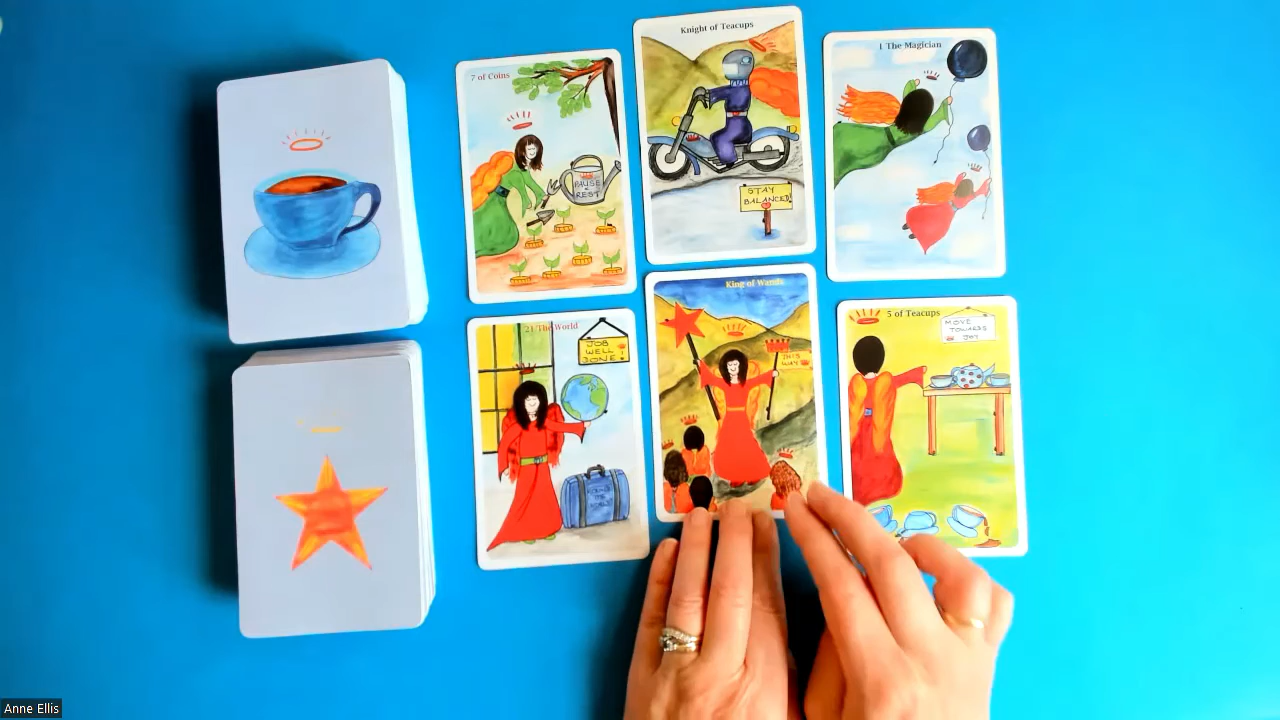 7 of Coins
PAUSE
& REST
Knight of Teacups
STAY
BALANCED!
1 The Magician
21 The World
JOB
WELL
DONE!
King of Wands
THIS
WAY
5 of Teacups
MOVE
TOWARDS
JOY
Anne Ellis